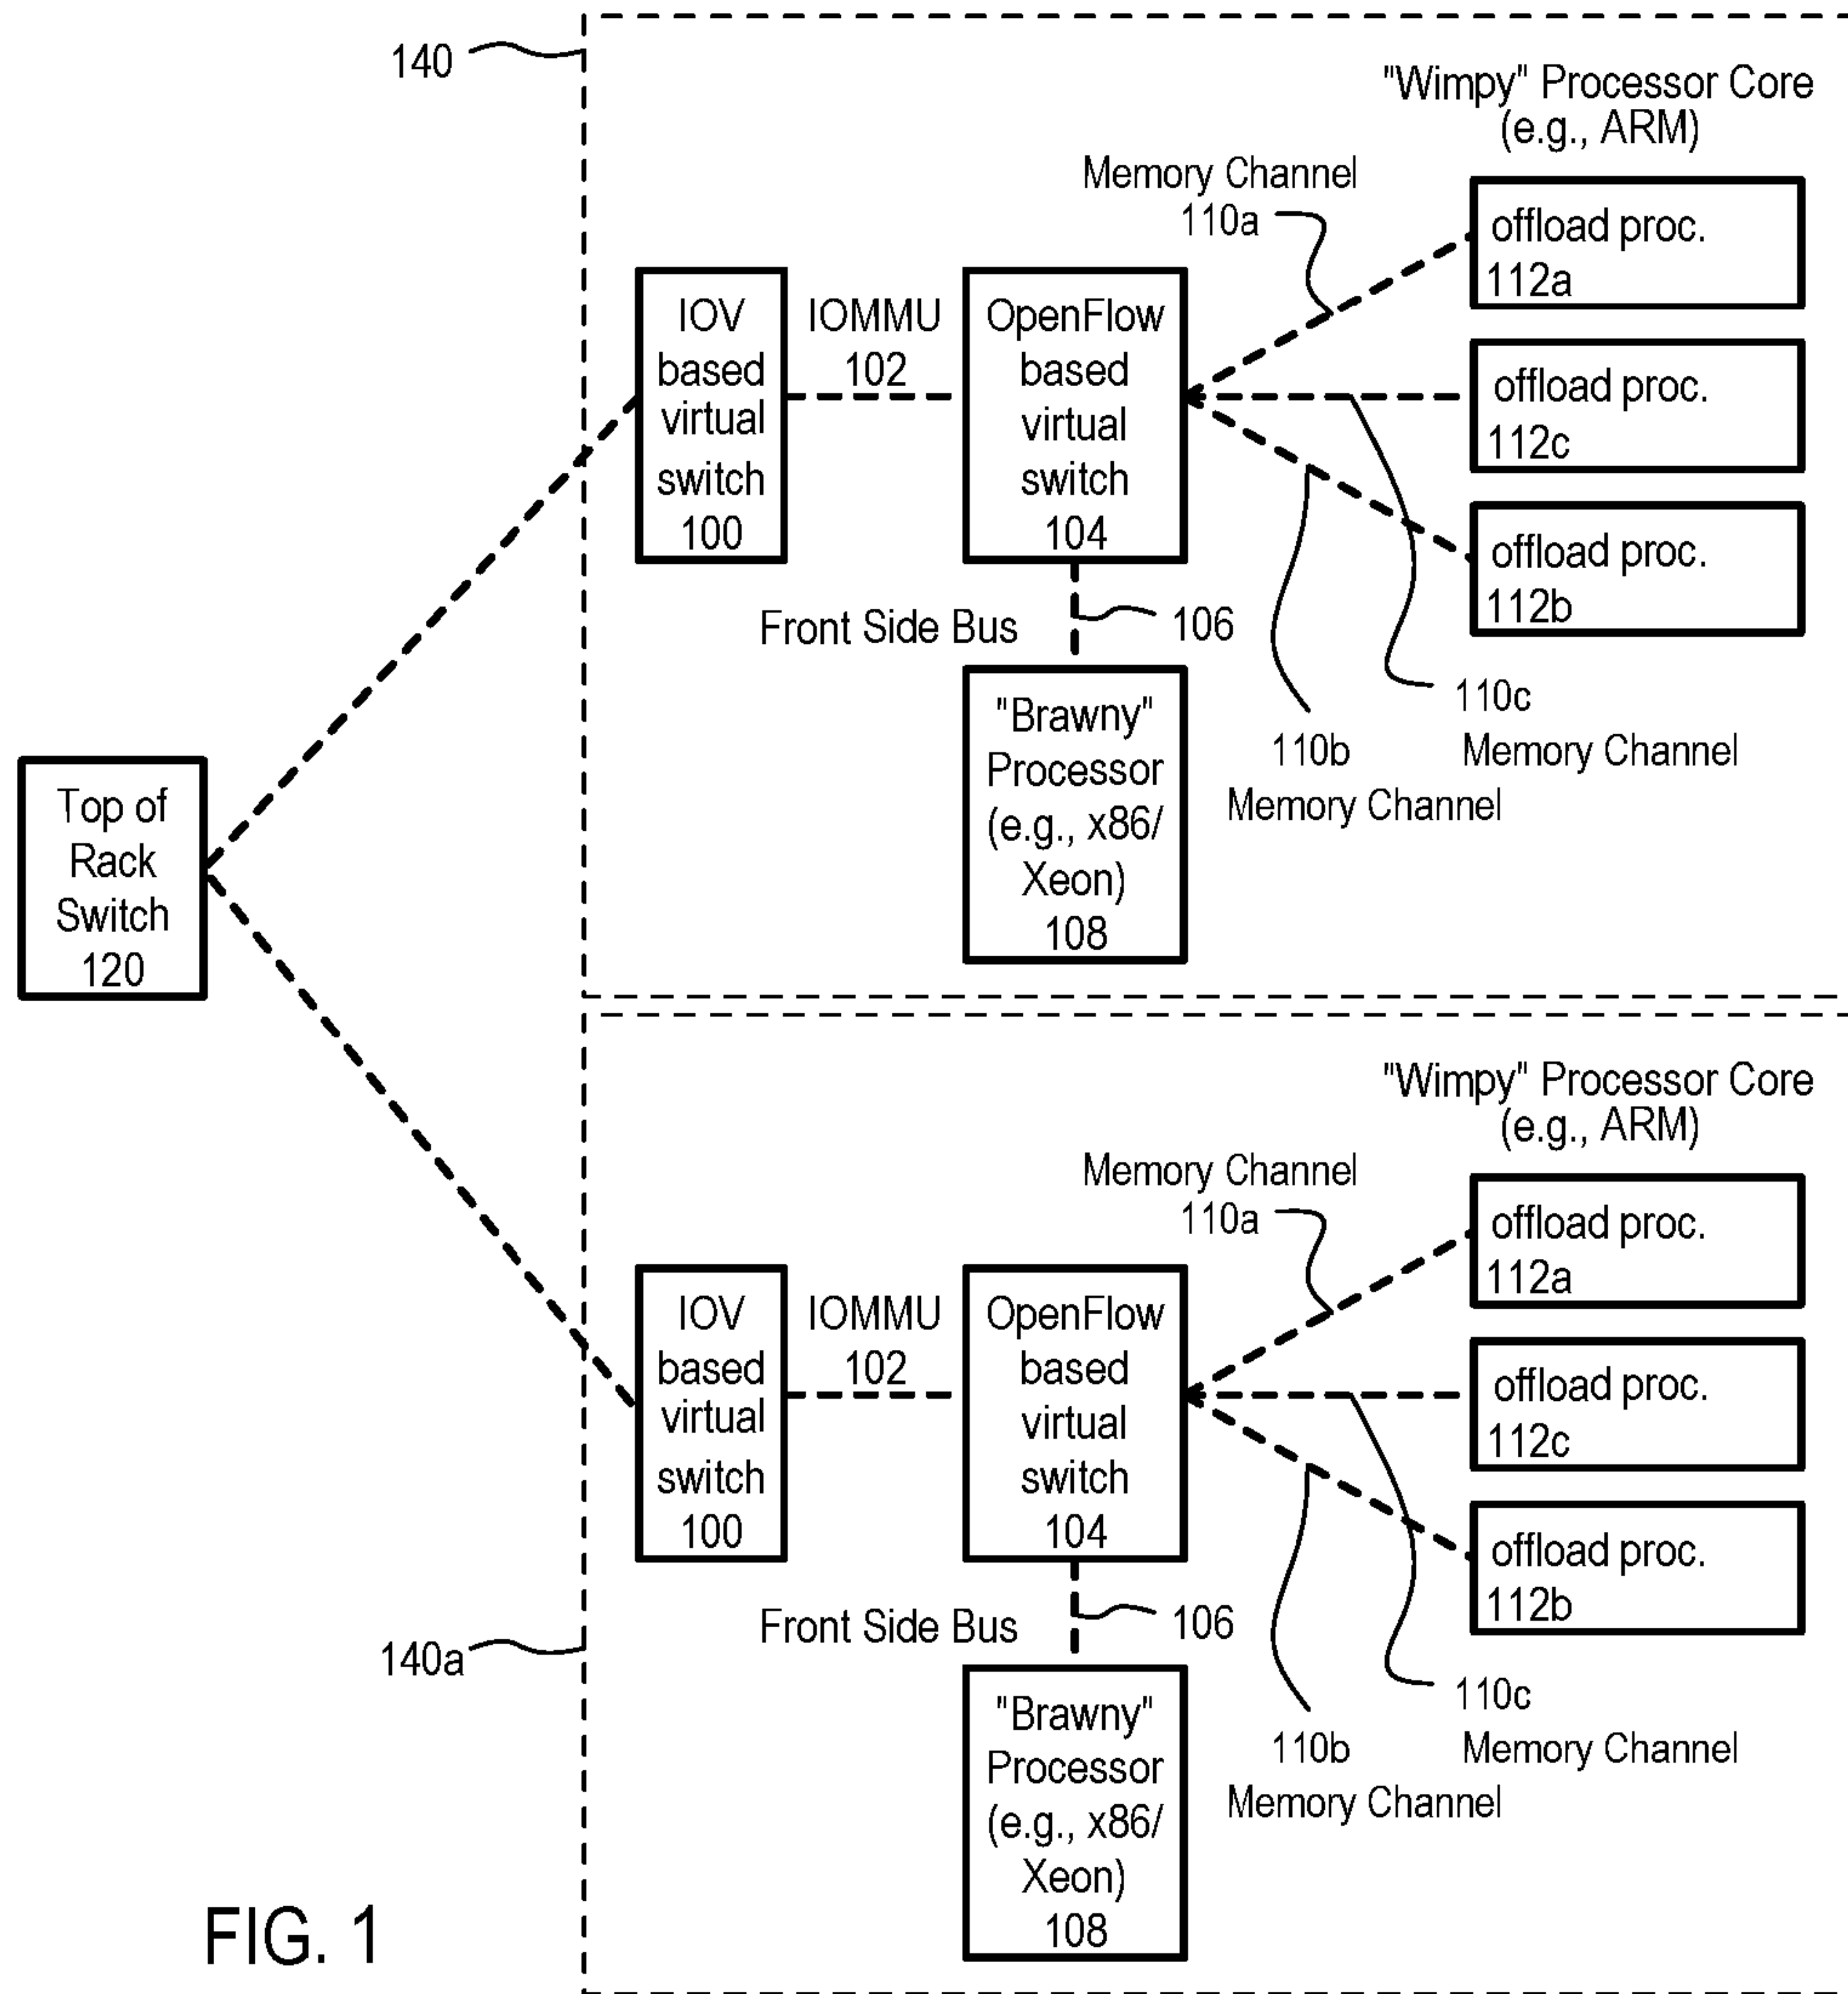 140
"Wimpy" Processor Core
(e.g., ARM)
Memory Channel
110a
offload proc.
112a
IOV
based
virtual
switch
100
IOMMU
102
OpenFlow
based
virtual
switch
104
offload proc.
112c
offload proc.
112b
Front Side Bus
106
110c
Memory Channel
110b
Memory Channel
"Brawny"
Processor
(e.g., x86/
Xeon)
108
Top of
Rack
Switch
120
"Wimpy" Processor Core
(e.g., ARM)
Memory Channel
110a
offload proc.
112a
IOV
based
virtual
switch
100
IOMMU
102
OpenFlow
based
virtual
switch
104
offload proc.
112c
offload proc.
112b
Front Side Bus
106
140a
110c
Memory Channel
110b
Memory Channel
"Brawny"
Processor
(e.g., x86/
Xeon)
108
FIG. 1